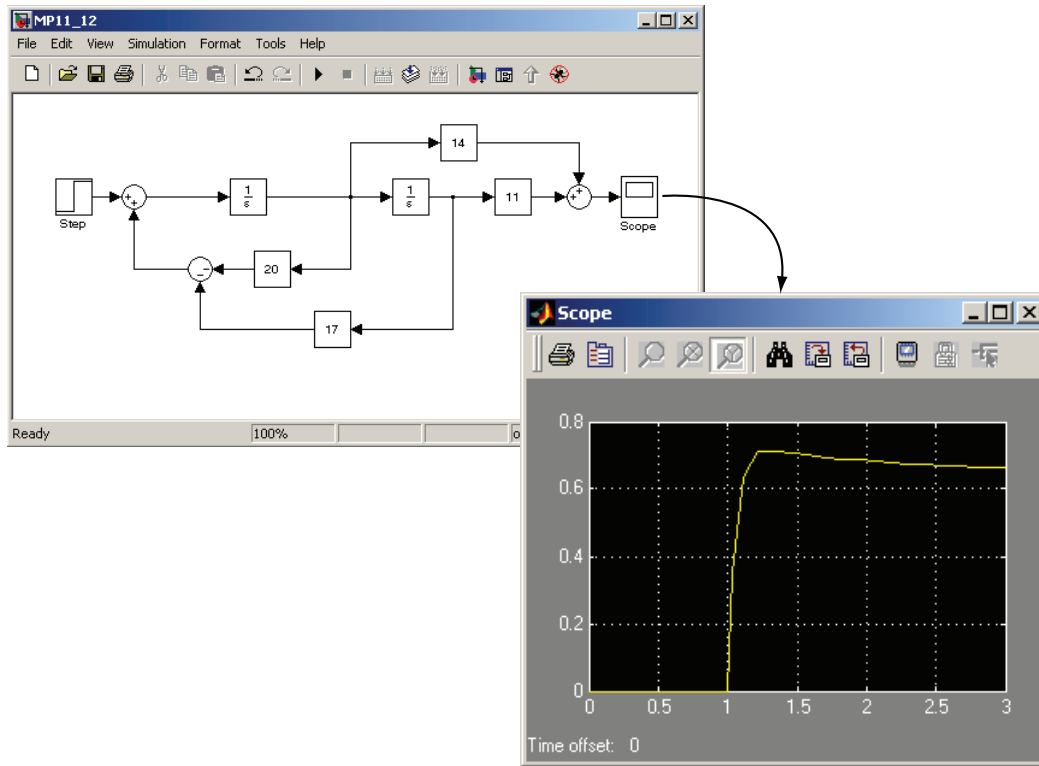 MP11_12
File Edit View Simulation Format Tools Help
14
Step
+
+
1
s
1
s
11
+
+
Scope
20
−
−
17
Ready
100%
o
Scope
0.8
0.6
0.4
0.2
0
0 0.5 1 1.5 2 2.5 3
Time offset: 0